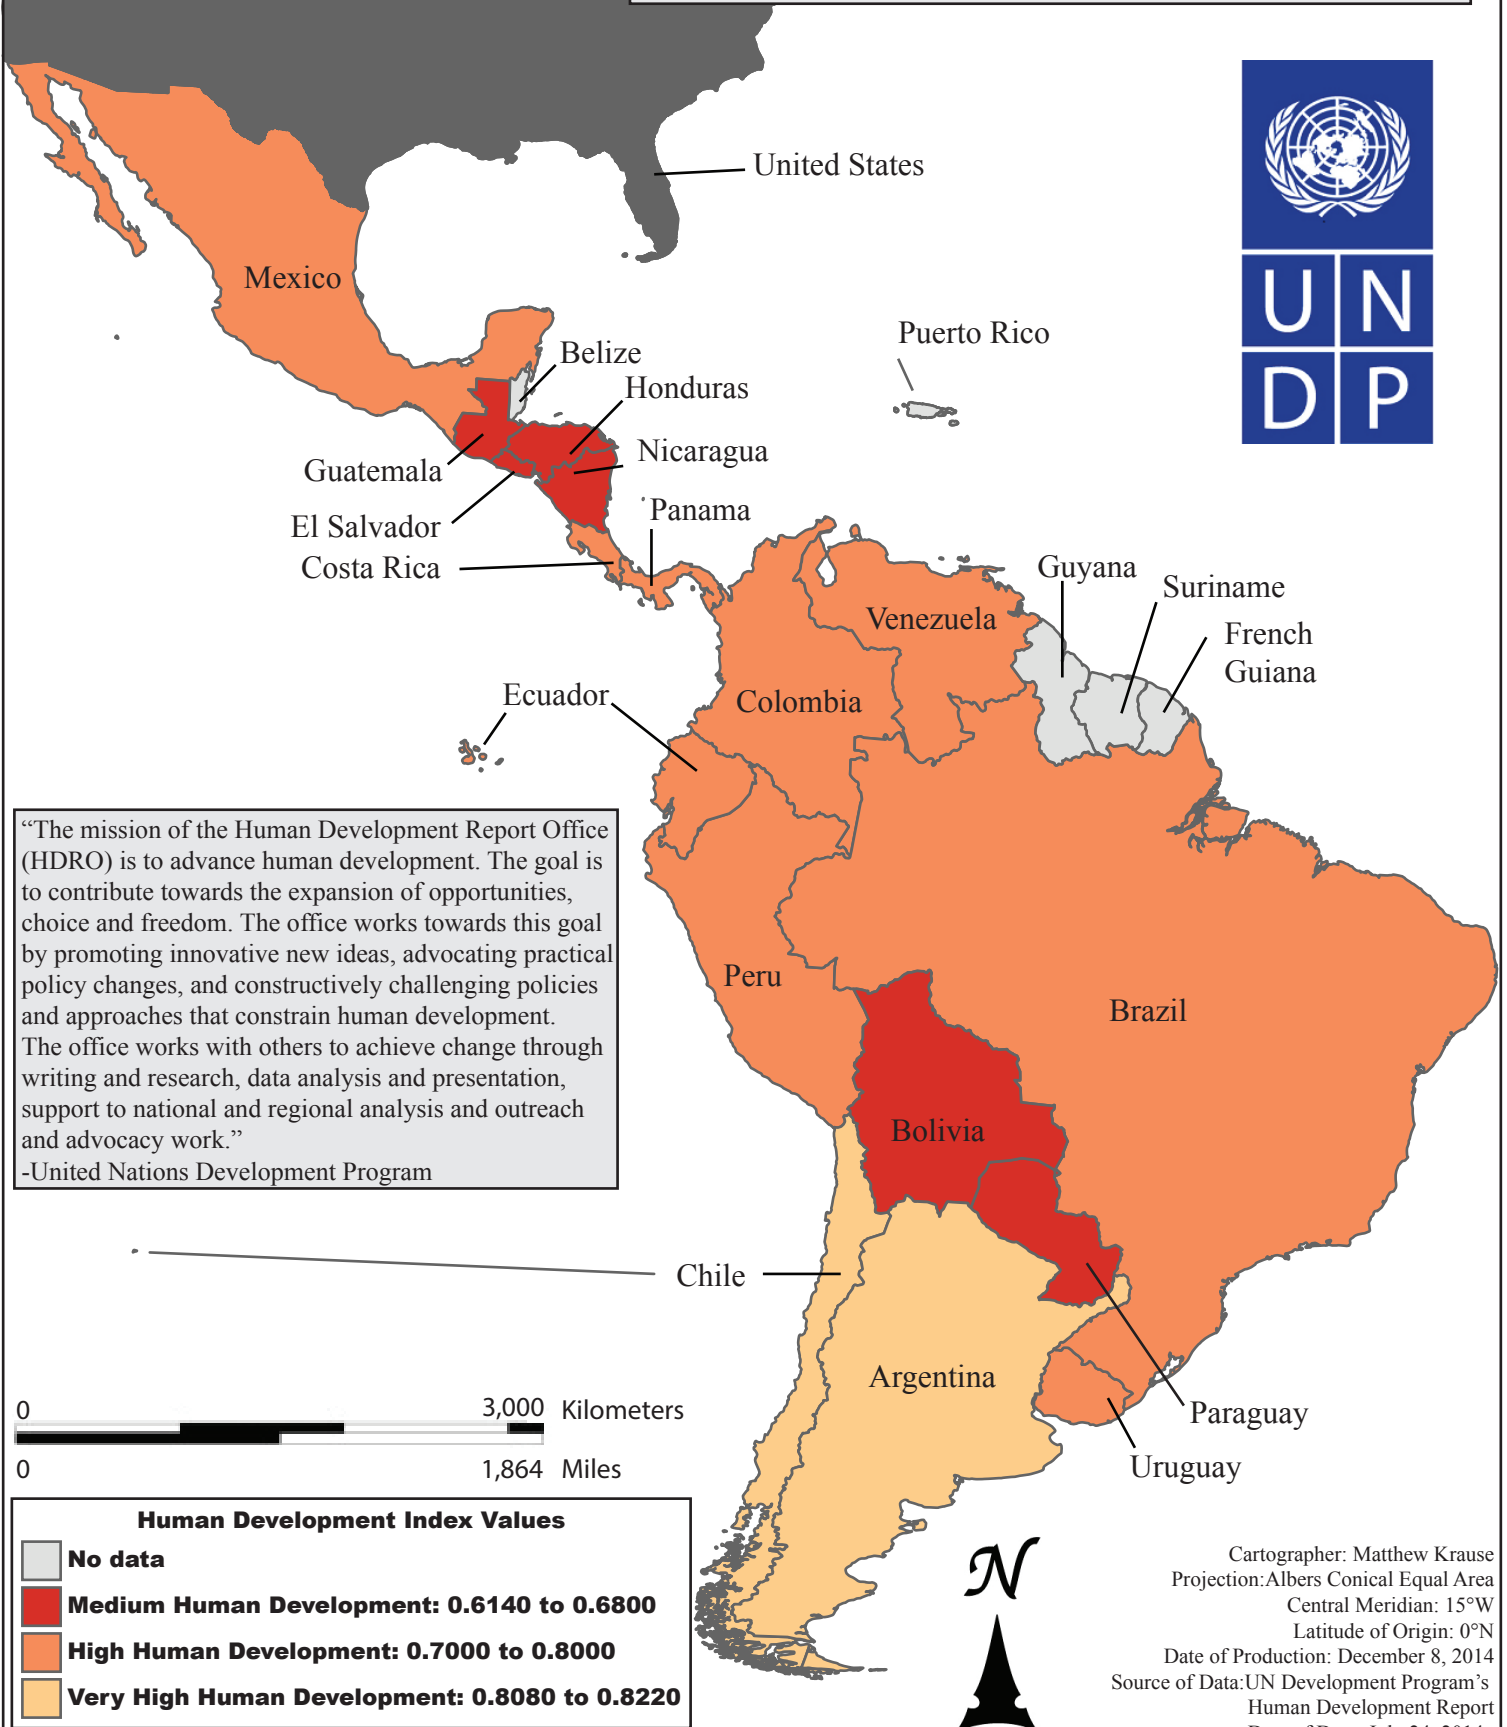 United States
Mexico
Puerto Rico
Belize
Honduras
Guatemala
Nicaragua
El Salvador
Panama
Costa Rica
Guyana
Suriname
French
Guiana
Venezuela
Ecuador
Colombia
U N
D P
“The mission of the Human Development Report Office
(HDRO) is to advance human development. The goal is
to contribute towards the expansion of opportunities,
choice and freedom. The office works towards this goal
by promoting innovative new ideas, advocating practical
policy changes, and constructively challenging policies
and approaches that constrain human development.
The office works with others to achieve change through
writing and research, data analysis and presentation,
support to national and regional analysis and outreach
and advocacy work.”
-United Nations Development Program
Peru
Brazil
Bolivia
Chile
Argentina
Paraguay
Uruguay
0 3,000 Kilometers
0 1,864 Miles
Human Development Index Values
No data
Medium Human Development: 0.6140 to 0.6800
High Human Development: 0.7000 to 0.8000
Very High Human Development: 0.8080 to 0.8220
N
Cartographer: Matthew Krause
Projection:Albers Conical Equal Area
Central Meridian: 15°W
Latitude of Origin: 0°N
Date of Production: December 8, 2014
Source of Data:UN Development Program’s
Human Development Report